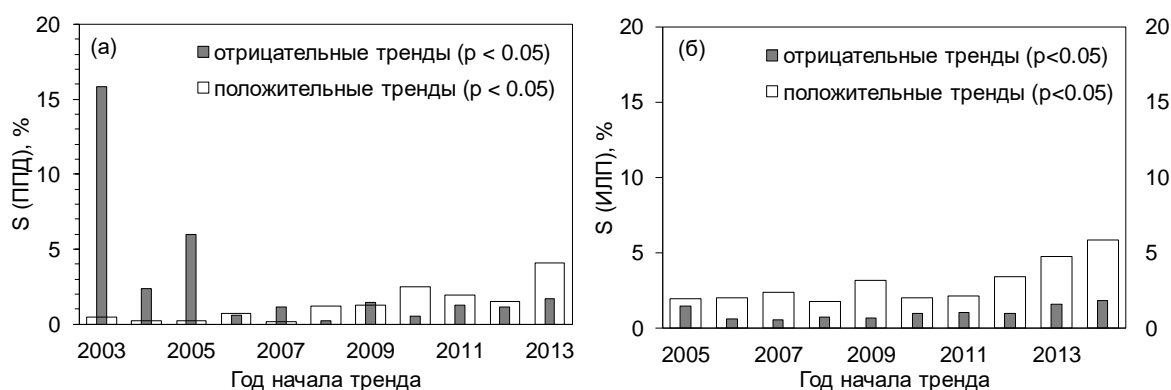 (а)
отрицательные тренды (p < 0.05)
положительные тренды (p < 0.05)
S (ППД), %
20
15
10
5
0
2003 2005 2007 2009 2011 2013
Год начала тренда
(б)
отрицательные тренды (p<0.05)
положительные тренды (p<0.05)
S (ИЛП), %
20
15
10
5
0
2005 2007 2009 2011 2013
Год начала тренда
20
15
10
5
0